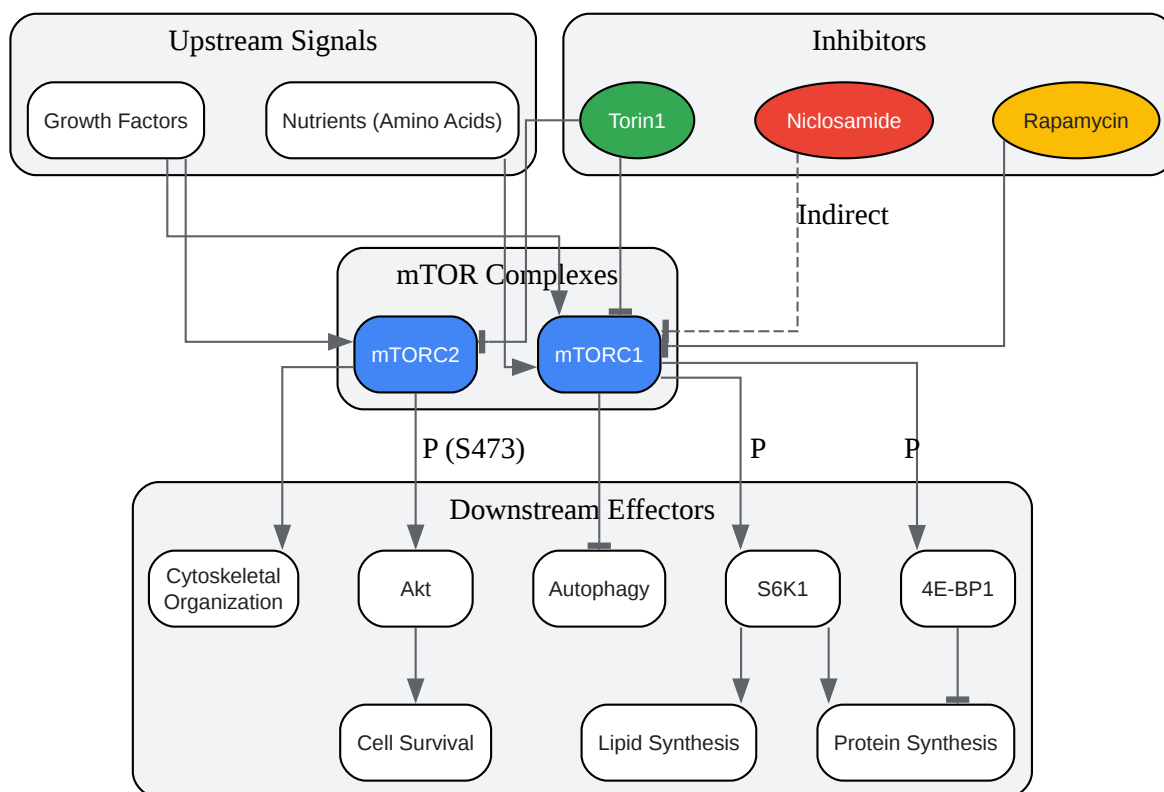 Upstream Signals
Inhibitors
Growth Factors
Nutrients (Amino Acids)
Torin1
Niclosamide
Rapamycin
Indirect
mTOR Complexes
mTORC2
mTORC1
P (S473)
P
P
Downstream Effectors
Cytoskeletal
Organization
Akt
Autophagy
S6K1
4E-BP1
Cell Survival
Lipid Synthesis
Protein Synthesis